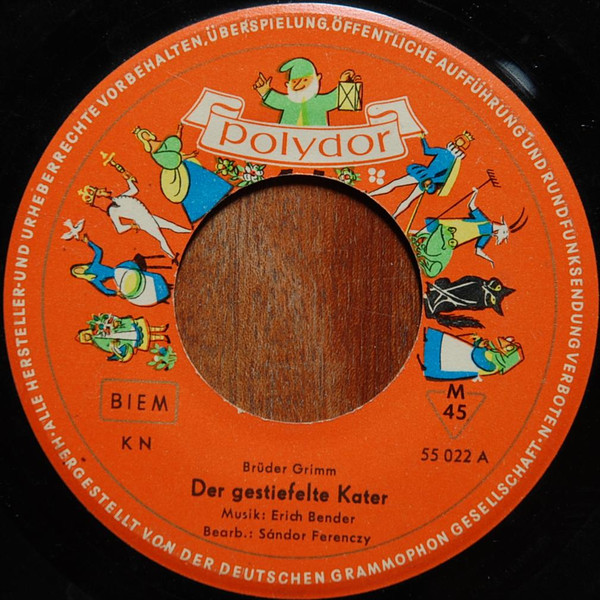 ALLE HERSTELLER- UND URHEBERRECHTE VORBEHALTEN, ÜBERSPIELUNG, ÖFFENTLICHE AUFFÜHRUNG UND RUNDFUNKSENDUNG VERBOTEN · HERGESTELLT VON DER DEUTSCHEN GRAMMOPHON GESELLSCHAFT ·
Polydor
BIEM
M
45
KN
55 022 A
Brüder Grimm
Der gestiefelte Kater
Musik: Erich Bender
Bearb.: Sándor Ferenczy